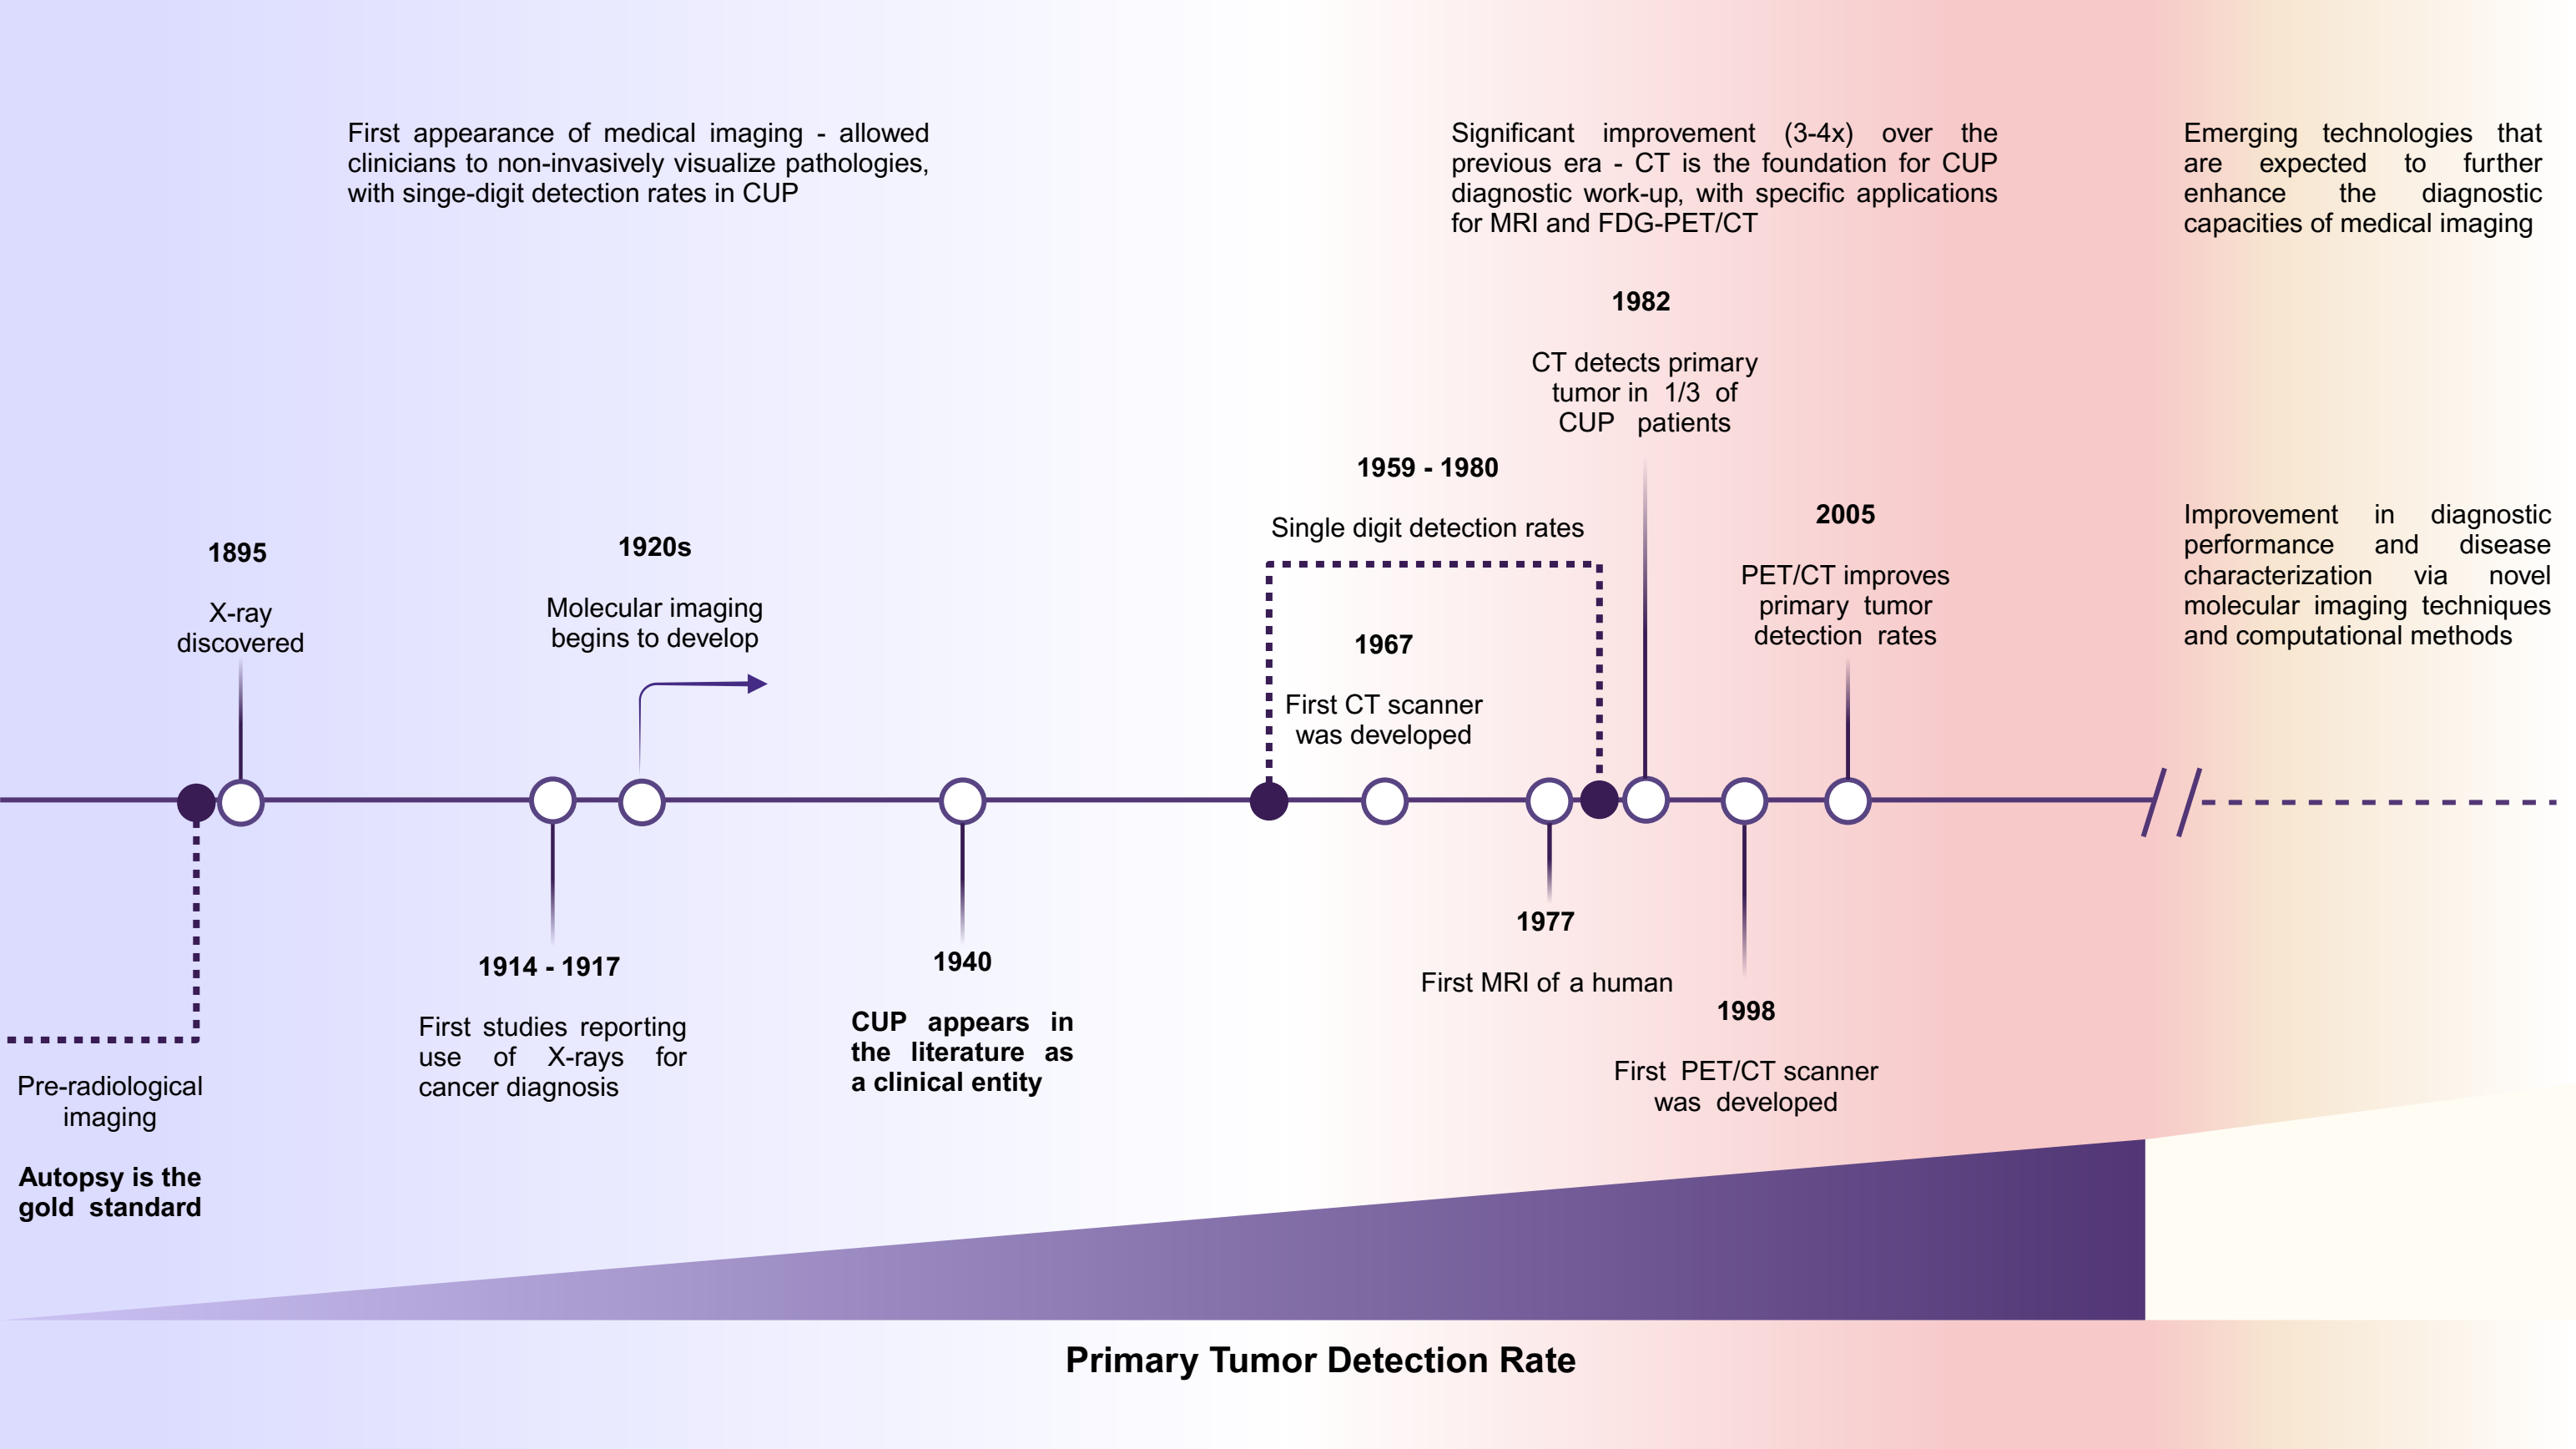 First appearance of medical imaging - allowed
clinicians to non-invasively visualize pathologies,
with singe-digit detection rates in CUP
Significant improvement (3-4x) over the
previous era - CT is the foundation for CUP
diagnostic work-up, with specific applications
for MRI and FDG-PET/CT
Emerging technologies that
are expected to further
enhance the diagnostic
capacities of medical imaging
1982
CT detects primary
tumor in 1/3 of
CUP patients
1959 - 1980
Single digit detection rates
2005
PET/CT improves
primary tumor
detection rates
Improvement in diagnostic
performance and disease
characterization via novel
molecular imaging techniques
and computational methods
1895
X-ray
discovered
1920s
Molecular imaging
begins to develop
1967
First CT scanner
was developed
1977
First MRI of a human
1914 - 1917
First studies reporting
use of X-rays for
cancer diagnosis
1940
CUP appears in
the literature as
a clinical entity
1998
First PET/CT scanner
was developed
Pre-radiological
imaging
Autopsy is the
gold standard
Primary Tumor Detection Rate